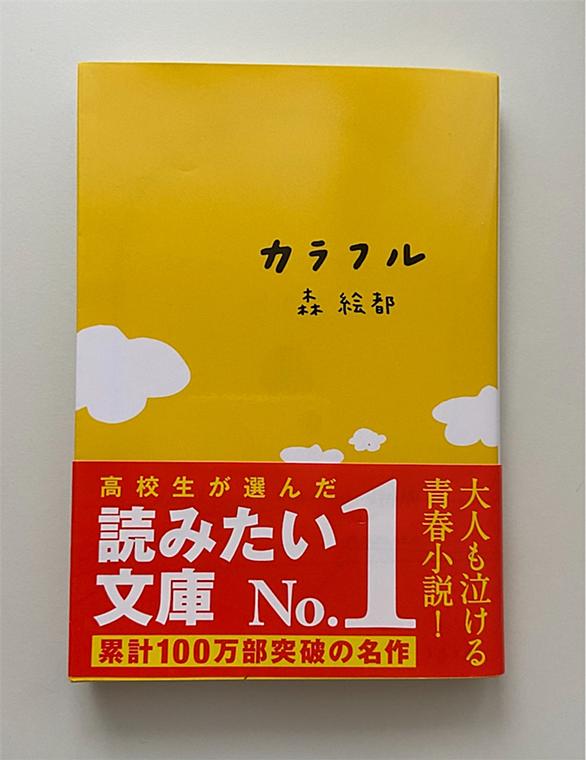 カラフル
森 絵都
高校生が選んだ
読みたい
文庫 No.1
累計100万部突破の名作
大人も泣ける
青春小説！